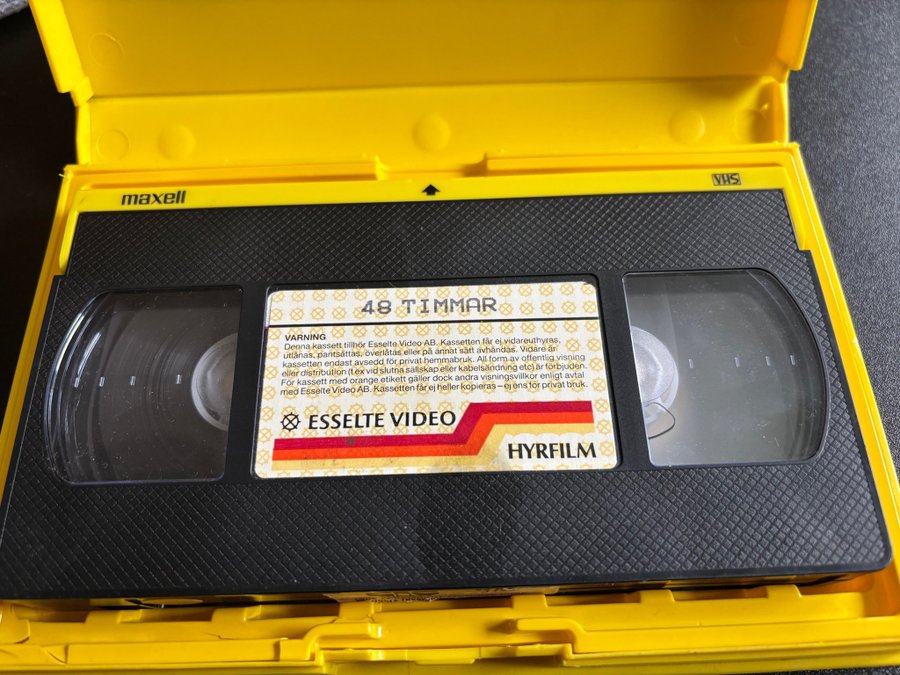 maxell
VHS
48 TIMMAR
VARNING
Denna kassett tillhör Esselte Video AB. Kassetten får ej vidareuthyras,
utlånas, pantsättas, överlåtas eller på annat sätt avhändas. Vidare är
kassetten endast avsedd för privat hemmabruk. All form av offentlig visning
eller distribution (t ex vid slutna sällskap eller kabelsändning etc) är förbjuden.
För kassett med orange etikett gäller dock andra visningsvillkor enligt avtal
med Esselte Video AB. Kassetten får ej heller kopieras – ej ens för privat bruk.
ESSELTE VIDEO
HYRFILM